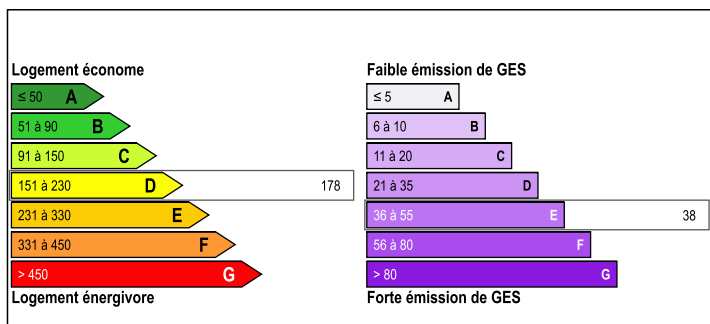 Logement économe
≤ 50 A
51 à 90 B
91 à 150 C
151 à 230 D 178
231 à 330 E
331 à 450 F
> 450 G
Logement énergivore
Faible émission de GES
≤ 5 A
6 à 10 B
11 à 20 C
21 à 35 D
36 à 55 E 38
56 à 80 F
> 80 G
Forte émission de GES